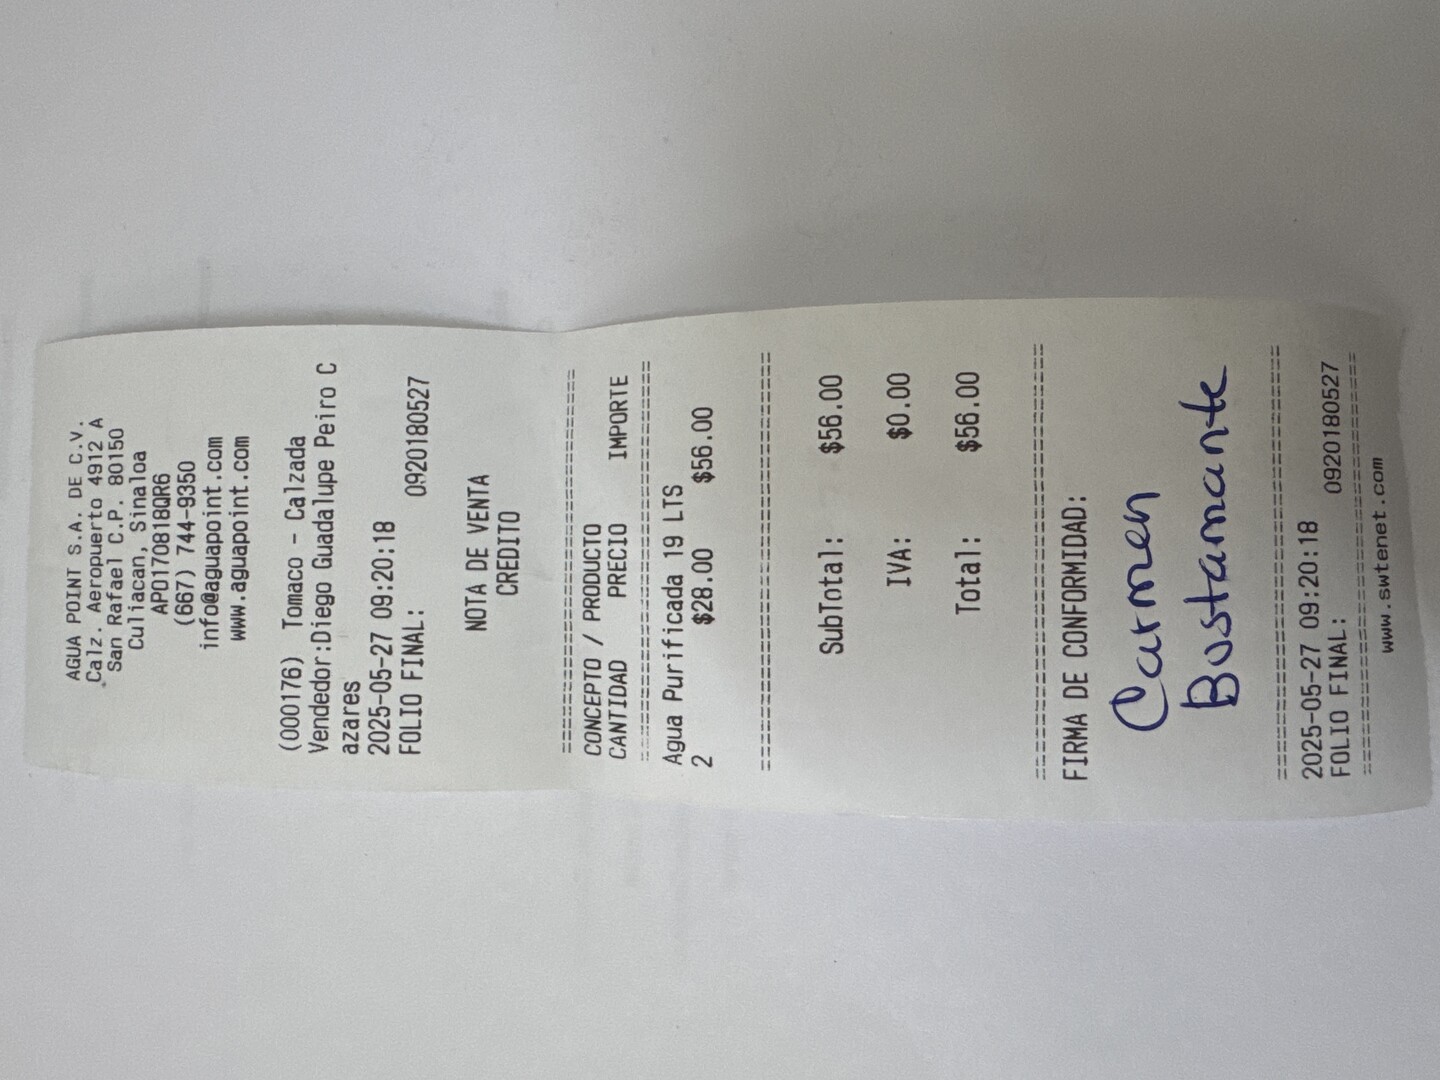 AGUA POINT S.A. DE C.V.
Calz. Aeropuerto 4912 A
San Rafael C.P. 80150
Culiacan, Sinaloa
APO170818QR6
(667) 744-9350
info@aguapoint.com
www.aguapoint.com
(000176) Tomaco - Calzada
Vendedor:Diego Guadalupe Peiro C
azares
2025-05-27 09:20:18
FOLIO FINAL: 0920180527
NOTA DE VENTA
CREDITO
================================
CONCEPTO / PRODUCTO
CANTIDAD PRECIO IMPORTE
================================
Agua Purificada 19 LTS
2 $28.00 $56.00
================================
SubTotal: $56.00
IVA: $0.00
Total: $56.00
================================
FIRMA DE CONFORMIDAD:
Carmen
Bustamante
================================
2025-05-27 09:20:18
FOLIO FINAL: 0920180527
================================
www.swtenet.com